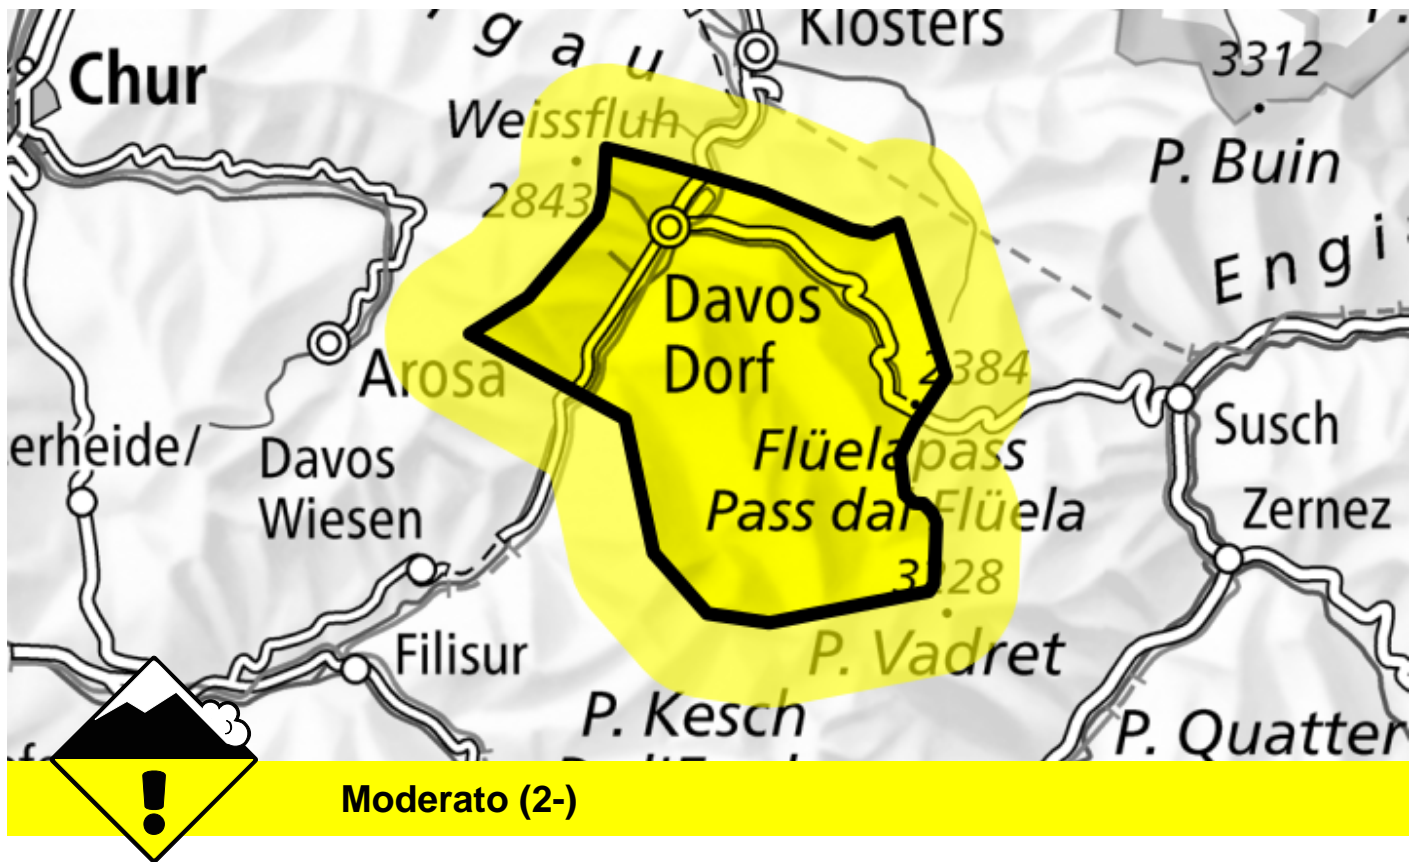 Klosters
g a u
3312
Chur
Weissfluh
P. Buin
2843
Engi
Davos
Dorf
2384
Arosa
Susch
erheide/
Davos
Wiesen
Flüelapass
Pass dal Flüela
Zernez
3228
Filisur
P. Vadret
P. Kesch
P. Quatter
Moderato (2-)